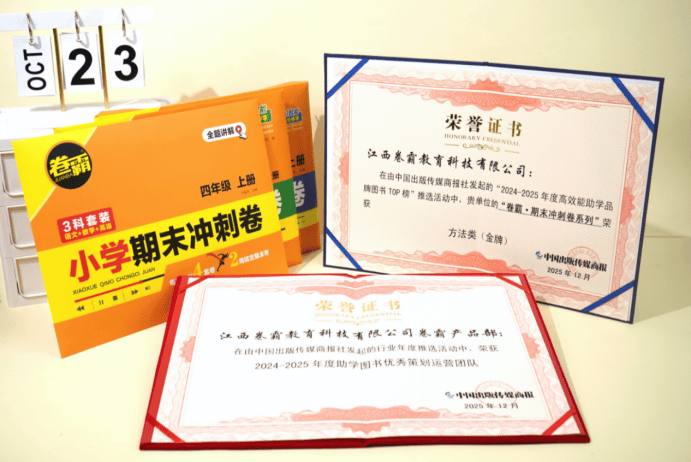 OCT
2 3
卷霸
全题讲解
四年级 上册
3科套装
语文+数学+英语
小学期末冲刺卷
XIAOXUE QIMO CHONGCI JUAN
上册
荣誉证书
HONORARY CREDENTIAL
江西卷霸教育科技有限公司:
在由中国出版传媒商报社发起的“2024-2025年度高效能助学品
牌图书TOP榜”推选活动中，贵单位的“卷霸·期末冲刺卷系列”荣
获
方法类（金牌）
中国出版传媒商报
2025年12月
荣誉证书
HONORARY CREDENTIAL
江西卷霸教育科技有限公司卷霸产品部:
在由中国出版传媒商报社发起的行业年度推选活动中，荣获
2024-2025年度助学图书优秀策划运营团队
中国出版传媒商报
2025年12月